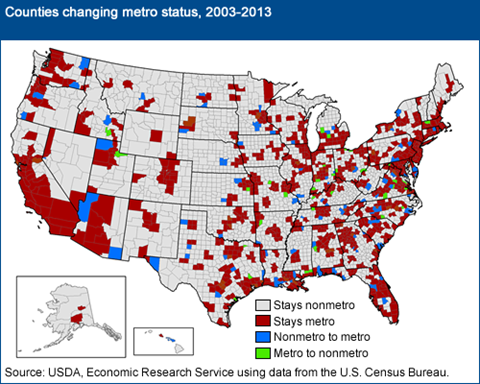 Counties changing metro status, 2003-2013
Stays nonmetro
Stays metro
Nonmetro to metro
Metro to nonmetro
Source: USDA, Economic Research Service using data from the U.S. Census Bureau.